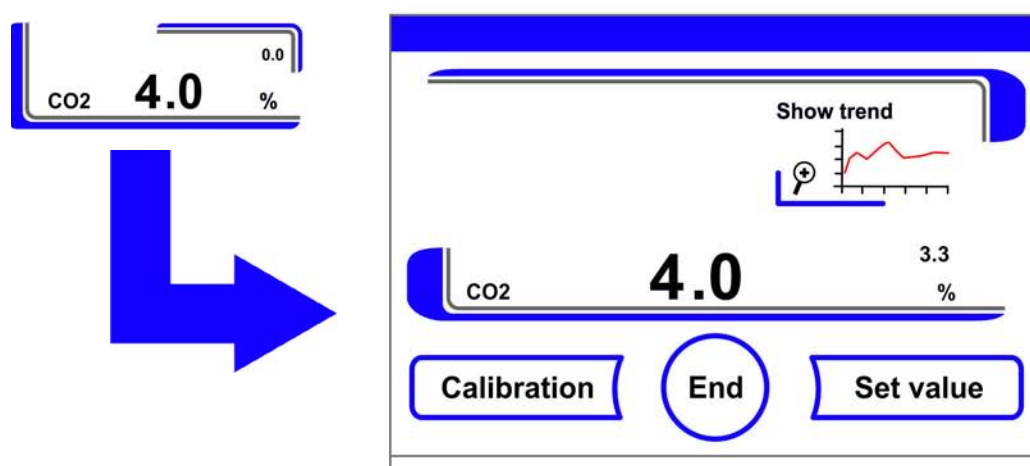 0.0
CO2 4.0 %
Show trend
3.3
CO2 4.0 %
Calibration End Set value